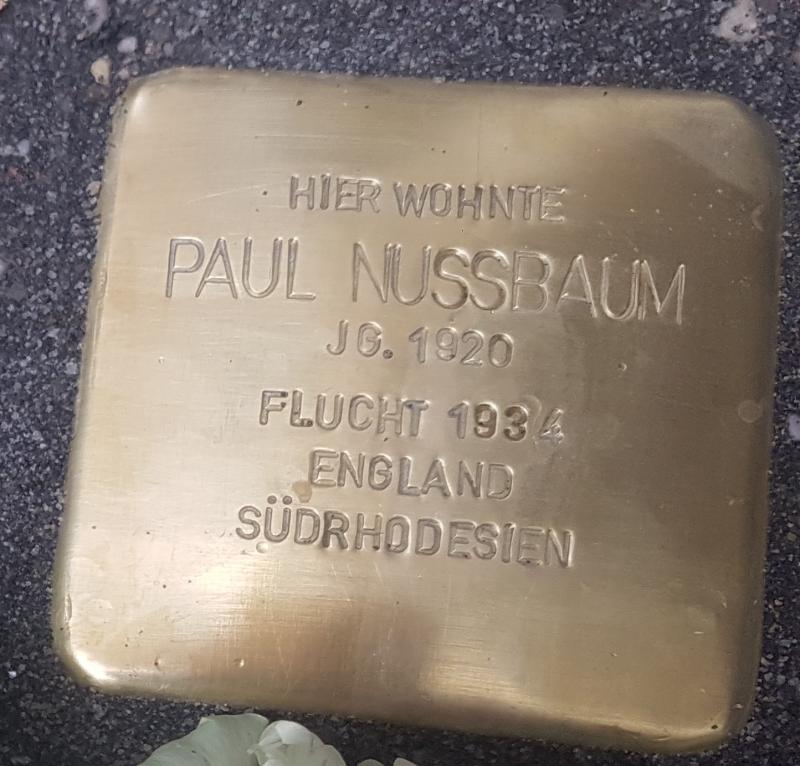 HIER WOHNTE
PAUL NUSSBAUM
JG. 1920
FLUCHT 1934
ENGLAND
SÜDRHODESIEN